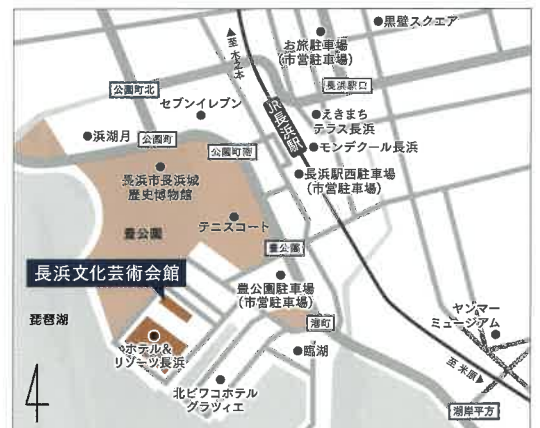 ●黒壁スクエア
▲至 木之本
お旅駐車場
(市営駐車場)
公園町北
長浜駅口
セブンイレブン
えきまち
テラス長浜
JR長浜駅
浜湖月
公園町
公園町南
モンデクール長浜
長浜市長浜城
歴史博物館
長浜駅西駐車場
(市営駐車場)
テニスコート
豊公園
豊公園
長浜文化芸術会館
豊公園駐車場
(市営駐車場)
琵琶湖
港町
ヤンマー
ミュージアム
ホテル&
リゾーツ長浜
臨湖
至 米原▶
北ビワコホテル
グラツィエ
湖岸平方
4